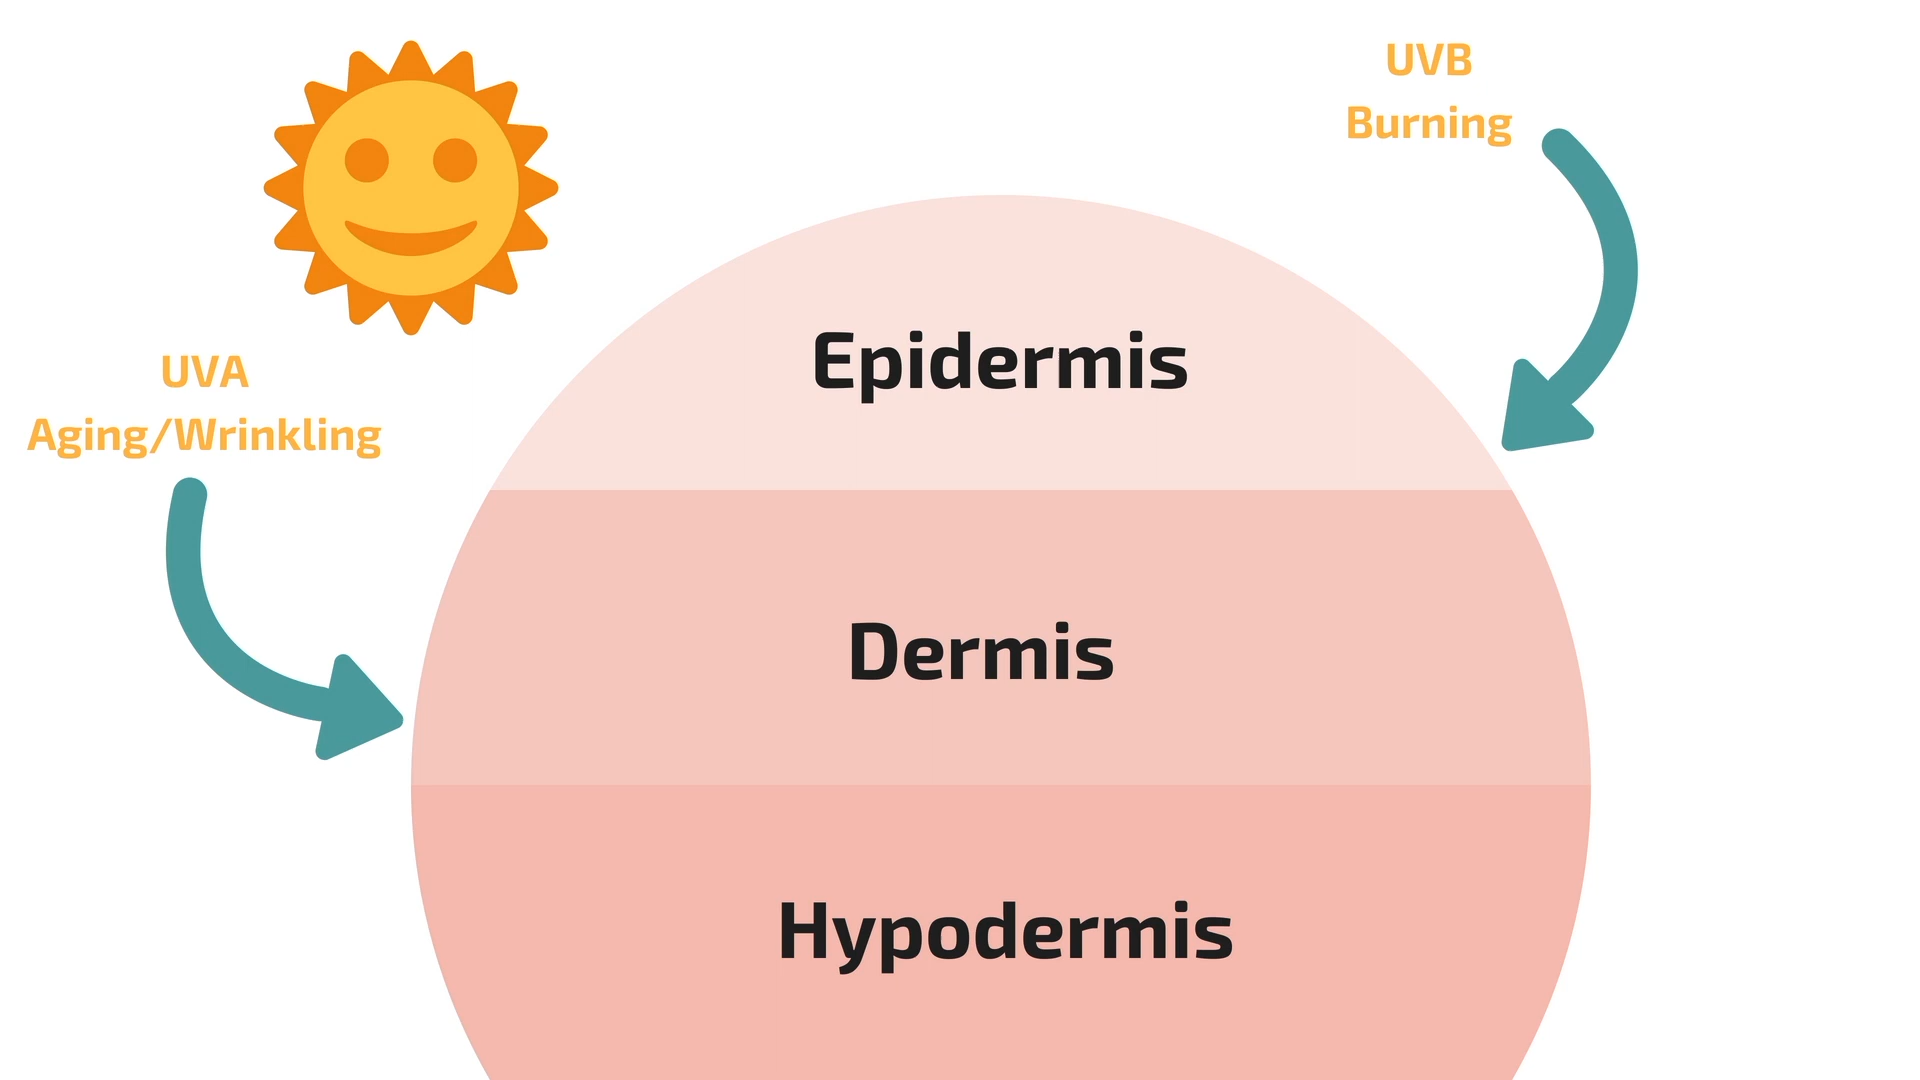 UVB
Burning
UVA
Aging/Wrinkling
Epidermis
Dermis
Hypodermis